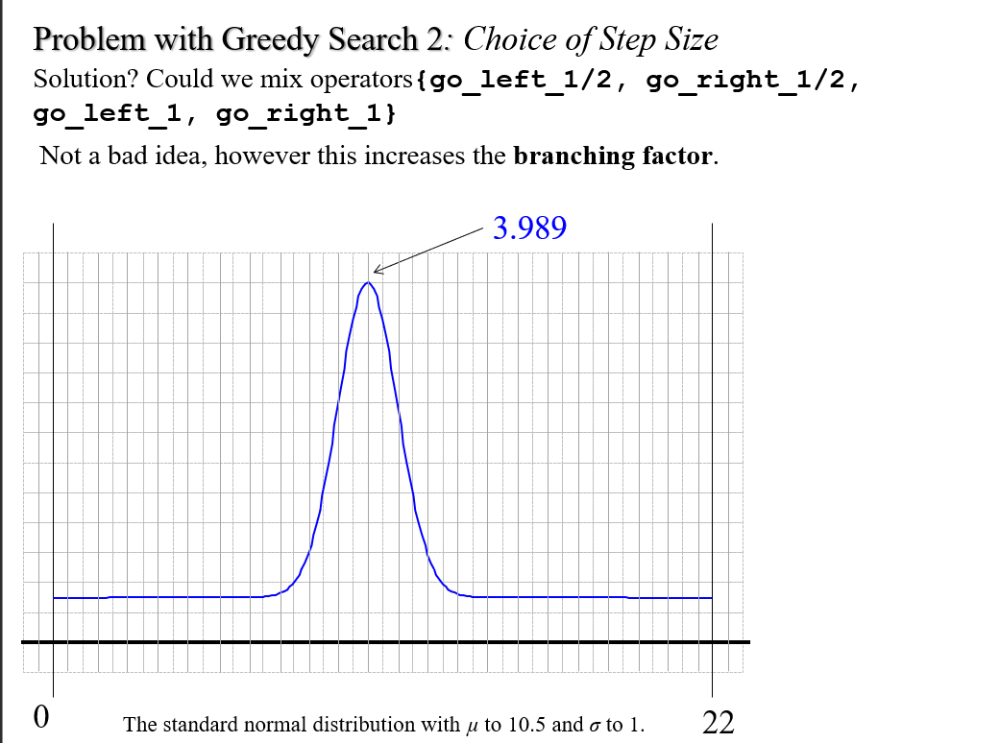 Problem with Greedy Search 2: Choice of Step Size
Solution? Could we mix operators {go_left_1/2, go_right_1/2,
go_left_1, go_right_1}
Not a bad idea, however this increases the branching factor.
3.989
0
The standard normal distribution with μ to 10.5 and σ to 1.
22